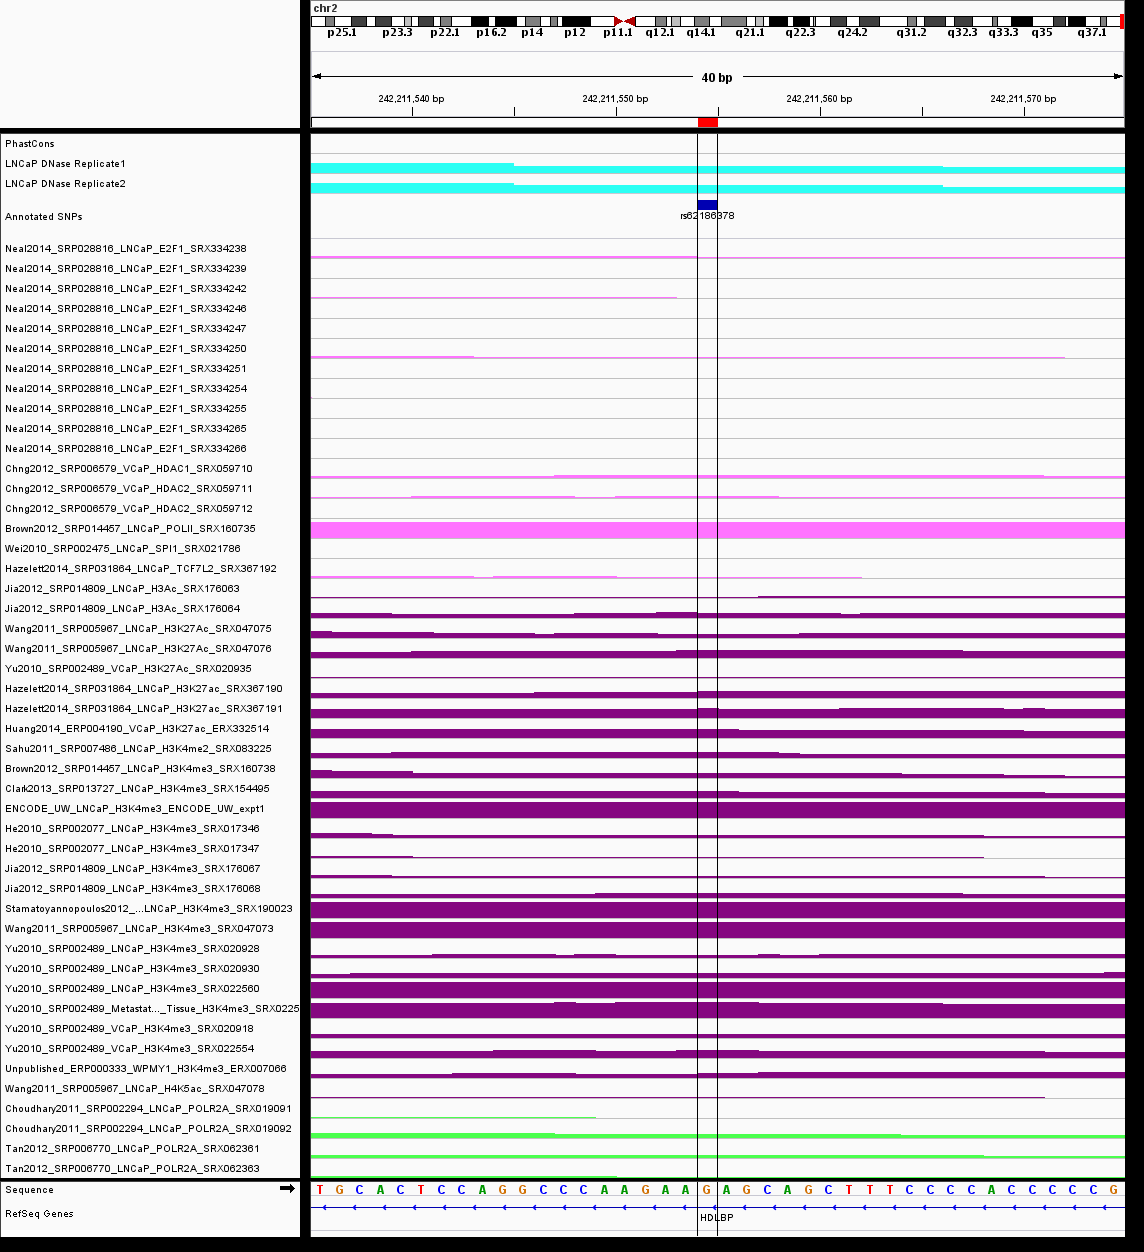 chr2
p25.1 p23.3 p22.1 p16.2 p14 p12 p11.1 q12.1 q14.1 q21.1 q22.3 q24.2 q31.2 q32.3 q33.3 q35 q37.1
40 bp
242,211,540 bp 242,211,550 bp 242,211,560 bp 242,211,570 bp
PhastCons
LNCaP DNase Replicate1
LNCaP DNase Replicate2
Annotated SNPs rs62186378
Neal2014_SRP028816_LNCaP_E2F1_SRX334238
Neal2014_SRP028816_LNCaP_E2F1_SRX334239
Neal2014_SRP028816_LNCaP_E2F1_SRX334242
Neal2014_SRP028816_LNCaP_E2F1_SRX334246
Neal2014_SRP028816_LNCaP_E2F1_SRX334247
Neal2014_SRP028816_LNCaP_E2F1_SRX334250
Neal2014_SRP028816_LNCaP_E2F1_SRX334251
Neal2014_SRP028816_LNCaP_E2F1_SRX334254
Neal2014_SRP028816_LNCaP_E2F1_SRX334255
Neal2014_SRP028816_LNCaP_E2F1_SRX334265
Neal2014_SRP028816_LNCaP_E2F1_SRX334266
Chng2012_SRP006579_VCaP_HDAC1_SRX059710
Chng2012_SRP006579_VCaP_HDAC2_SRX059711
Chng2012_SRP006579_VCaP_HDAC2_SRX059712
Brown2012_SRP014457_LNCaP_POLII_SRX160735
Wei2010_SRP002475_LNCaP_SPI1_SRX021786
Hazelett2014_SRP031864_LNCaP_TCF7L2_SRX367192
Jia2012_SRP014809_LNCaP_H3Ac_SRX176063
Jia2012_SRP014809_LNCaP_H3Ac_SRX176064
Wang2011_SRP005967_LNCaP_H3K27Ac_SRX047075
Wang2011_SRP005967_LNCaP_H3K27Ac_SRX047076
Yu2010_SRP002489_VCaP_H3K27Ac_SRX020935
Hazelett2014_SRP031864_LNCaP_H3K27ac_SRX367190
Hazelett2014_SRP031864_LNCaP_H3K27ac_SRX367191
Huang2014_ERP004190_VCaP_H3K27ac_ERX332514
Sahu2011_SRP007486_LNCaP_H3K4me2_SRX083225
Brown2012_SRP014457_LNCaP_H3K4me3_SRX160738
Clark2013_SRP013727_LNCaP_H3K4me3_SRX154495
ENCODE_UW_LNCaP_H3K4me3_ENCODE_UW_expt1
He2010_SRP002077_LNCaP_H3K4me3_SRX017346
He2010_SRP002077_LNCaP_H3K4me3_SRX017347
Jia2012_SRP014809_LNCaP_H3K4me3_SRX176067
Jia2012_SRP014809_LNCaP_H3K4me3_SRX176068
Stamatoyannopoulos2012_..._LNCaP_H3K4me3_SRX190023
Wang2011_SRP005967_LNCaP_H3K4me3_SRX047073
Yu2010_SRP002489_LNCaP_H3K4me3_SRX020928
Yu2010_SRP002489_LNCaP_H3K4me3_SRX020930
Yu2010_SRP002489_LNCaP_H3K4me3_SRX022560
Yu2010_SRP002489_Metastat..._Tissue_H3K4me3_SRX0225
Yu2010_SRP002489_VCaP_H3K4me3_SRX020918
Yu2010_SRP002489_VCaP_H3K4me3_SRX022554
Unpublished_ERP000333_WPMY1_H3K4me3_ERX007066
Wang2011_SRP005967_LNCaP_H4K5ac_SRX047078
Choudhary2011_SRP002294_LNCaP_POLR2A_SRX019091
Choudhary2011_SRP002294_LNCaP_POLR2A_SRX019092
Tan2012_SRP006770_LNCaP_POLR2A_SRX062361
Tan2012_SRP006770_LNCaP_POLR2A_SRX062363
Sequence T G C A C T C C A G G C C C A A G A A G A G C A G C T T T C C C C A C C C C C G
RefSeq Genes HDLBP